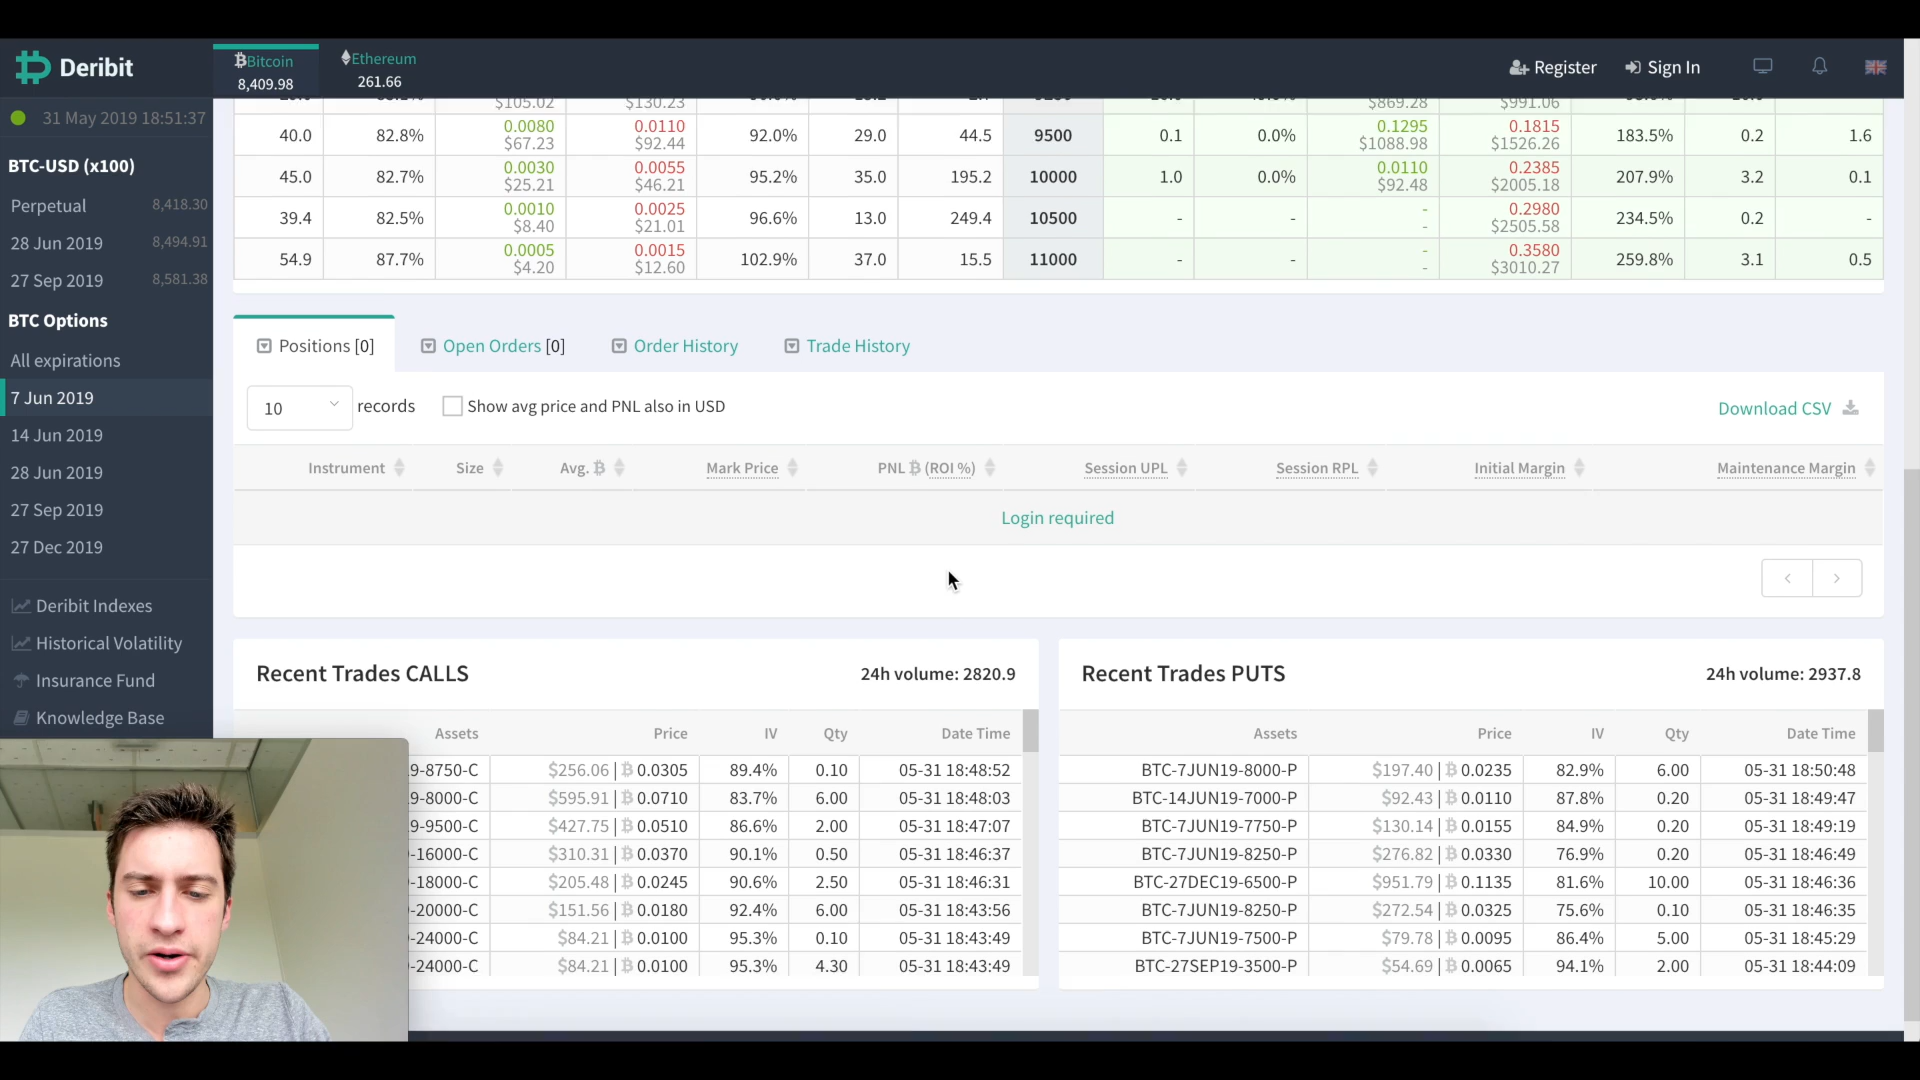 Deribit
Bitcoin
8,409.98
Ethereum
261.66
Register
Sign In
31 May 2019 18:51:37
BTC-USD (x100)
Perpetual 8,418.30
28 Jun 2019 8,494.91
27 Sep 2019 8,581.38
BTC Options
All expirations
7 Jun 2019
14 Jun 2019
28 Jun 2019
27 Sep 2019
27 Dec 2019
Deribit Indexes
Historical Volatility
Insurance Fund
Knowledge Base
$105.02 $130.23 $869.28 $991.06
40.0 82.8% 0.0080 0.0110 92.0% 29.0 44.5 9500 0.1 0.0% 0.1295 0.1815 183.5% 0.2 1.6
$67.23 $92.44 $1088.98 $1526.26
45.0 82.7% 0.0030 0.0055 95.2% 35.0 195.2 10000 1.0 0.0% 0.0110 0.2385 207.9% 3.2 0.1
$25.21 $46.21 $92.48 $2005.18
39.4 82.5% 0.0010 0.0025 96.6% 13.0 249.4 10500 - - - 0.2980 234.5% 0.2 -
$8.40 $21.01 - $2505.58
54.9 87.7% 0.0005 0.0015 102.9% 37.0 15.5 11000 - - - 0.3580 259.8% 3.1 0.5
$4.20 $12.60 - $3010.27
Positions [0] Open Orders [0] Order History Trade History
10 records Show avg price and PNL also in USD Download CSV
Instrument Size Avg. ₿ Mark Price PNL ₿ (ROI %) Session UPL Session RPL Initial Margin Maintenance Margin
Login required
Recent Trades CALLS 24h volume: 2820.9
Assets Price IV Qty Date Time
9-8750-C $256.06 | ₿ 0.0305 89.4% 0.10 05-31 18:48:52
9-8000-C $595.91 | ₿ 0.0710 83.7% 6.00 05-31 18:48:03
9-9500-C $427.75 | ₿ 0.0510 86.6% 2.00 05-31 18:47:07
-16000-C $310.31 | ₿ 0.0370 90.1% 0.50 05-31 18:46:37
-18000-C $205.48 | ₿ 0.0245 90.6% 2.50 05-31 18:46:31
-20000-C $151.56 | ₿ 0.0180 92.4% 6.00 05-31 18:43:56
-24000-C $84.21 | ₿ 0.0100 95.3% 0.10 05-31 18:43:49
-24000-C $84.21 | ₿ 0.0100 95.3% 4.30 05-31 18:43:49
Recent Trades PUTS 24h volume: 2937.8
Assets Price IV Qty Date Time
BTC-7JUN19-8000-P $197.40 | ₿ 0.0235 82.9% 6.00 05-31 18:50:48
BTC-14JUN19-7000-P $92.43 | ₿ 0.0110 87.8% 0.20 05-31 18:49:47
BTC-7JUN19-7750-P $130.14 | ₿ 0.0155 84.9% 0.20 05-31 18:49:19
BTC-7JUN19-8250-P $276.82 | ₿ 0.0330 76.9% 0.20 05-31 18:46:49
BTC-27DEC19-6500-P $951.79 | ₿ 0.1135 81.6% 10.00 05-31 18:46:36
BTC-7JUN19-8250-P $272.54 | ₿ 0.0325 75.6% 0.10 05-31 18:46:35
BTC-7JUN19-7500-P $79.78 | ₿ 0.0095 86.4% 5.00 05-31 18:45:29
BTC-27SEP19-3500-P $54.69 | ₿ 0.0065 94.1% 2.00 05-31 18:44:09